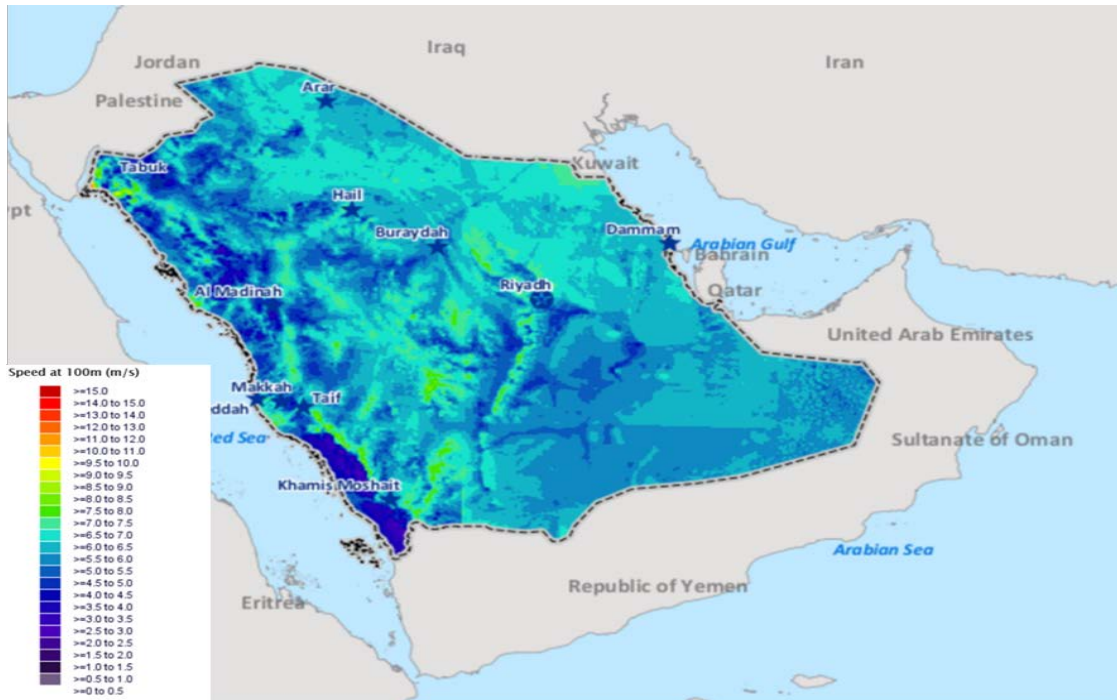 Iraq
Jordan
Iran
Arar
Palestine
Kuwait
Tabuk
Hail
ypt
Buraydah
Dammam
Arabian Gulf
Bahrain
Riyadh
Qatar
Al Madinah
United Arab Emirates
Speed at 100m (m/s)
>=15.0
>=14.0 to 15.0
>=13.0 to 14.0
>=12.0 to 13.0
>=11.0 to 12.0
>=10.0 to 11.0
>=9.5 to 10.0
>=9.0 to 9.5
>=8.5 to 9.0
>=8.0 to 8.5
>=7.5 to 8.0
>=7.0 to 7.5
>=6.5 to 7.0
>=6.0 to 6.5
>=5.5 to 6.0
>=5.0 to 5.5
>=4.5 to 5.0
>=4.0 to 4.5
>=3.5 to 4.0
>=3.0 to 3.5
>=2.5 to 3.0
>=2.0 to 2.5
>=1.5 to 2.0
>=1.0 to 1.5
>=0.5 to 1.0
>=0 to 0.5
Makkah
eddah
Taif
ed Sea
Sultanate of Oman
Khamis Moshait
Arabian Sea
Republic of Yemen
Eritrea